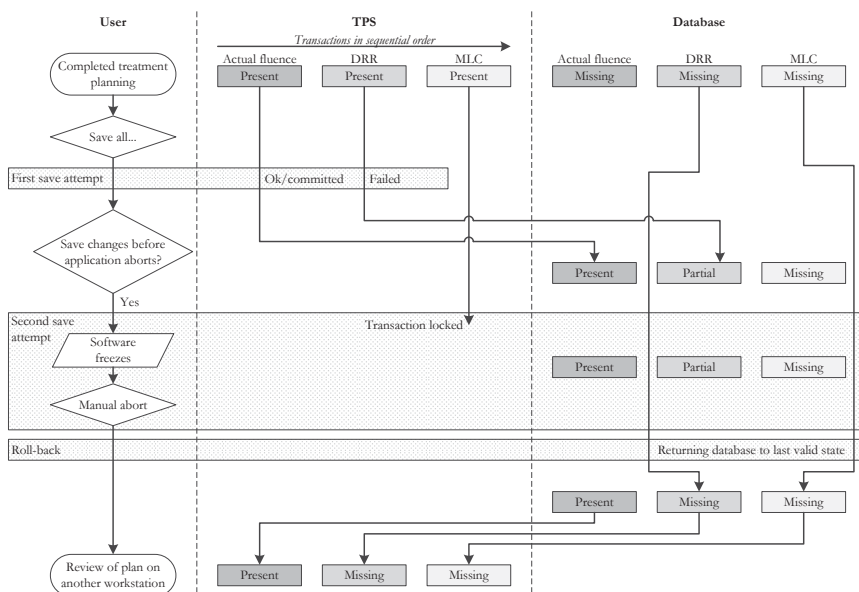 User
TPS
Database
Transactions in sequential order
Actual fluence
DRR
MLC
Actual fluence
DRR
MLC
Completed treatment
planning
Present
Present
Present
Missing
Missing
Missing
Save all...
First save attempt
Ok/committed
Failed
Save changes before
application aborts?
Present
Partial
Missing
Yes
Second save
attempt
Transaction locked
Software
freezes
Present
Partial
Missing
Manual abort
Roll-back
Returning database to last valid state
Present
Missing
Missing
Review of plan on
another workstation
Present
Missing
Missing